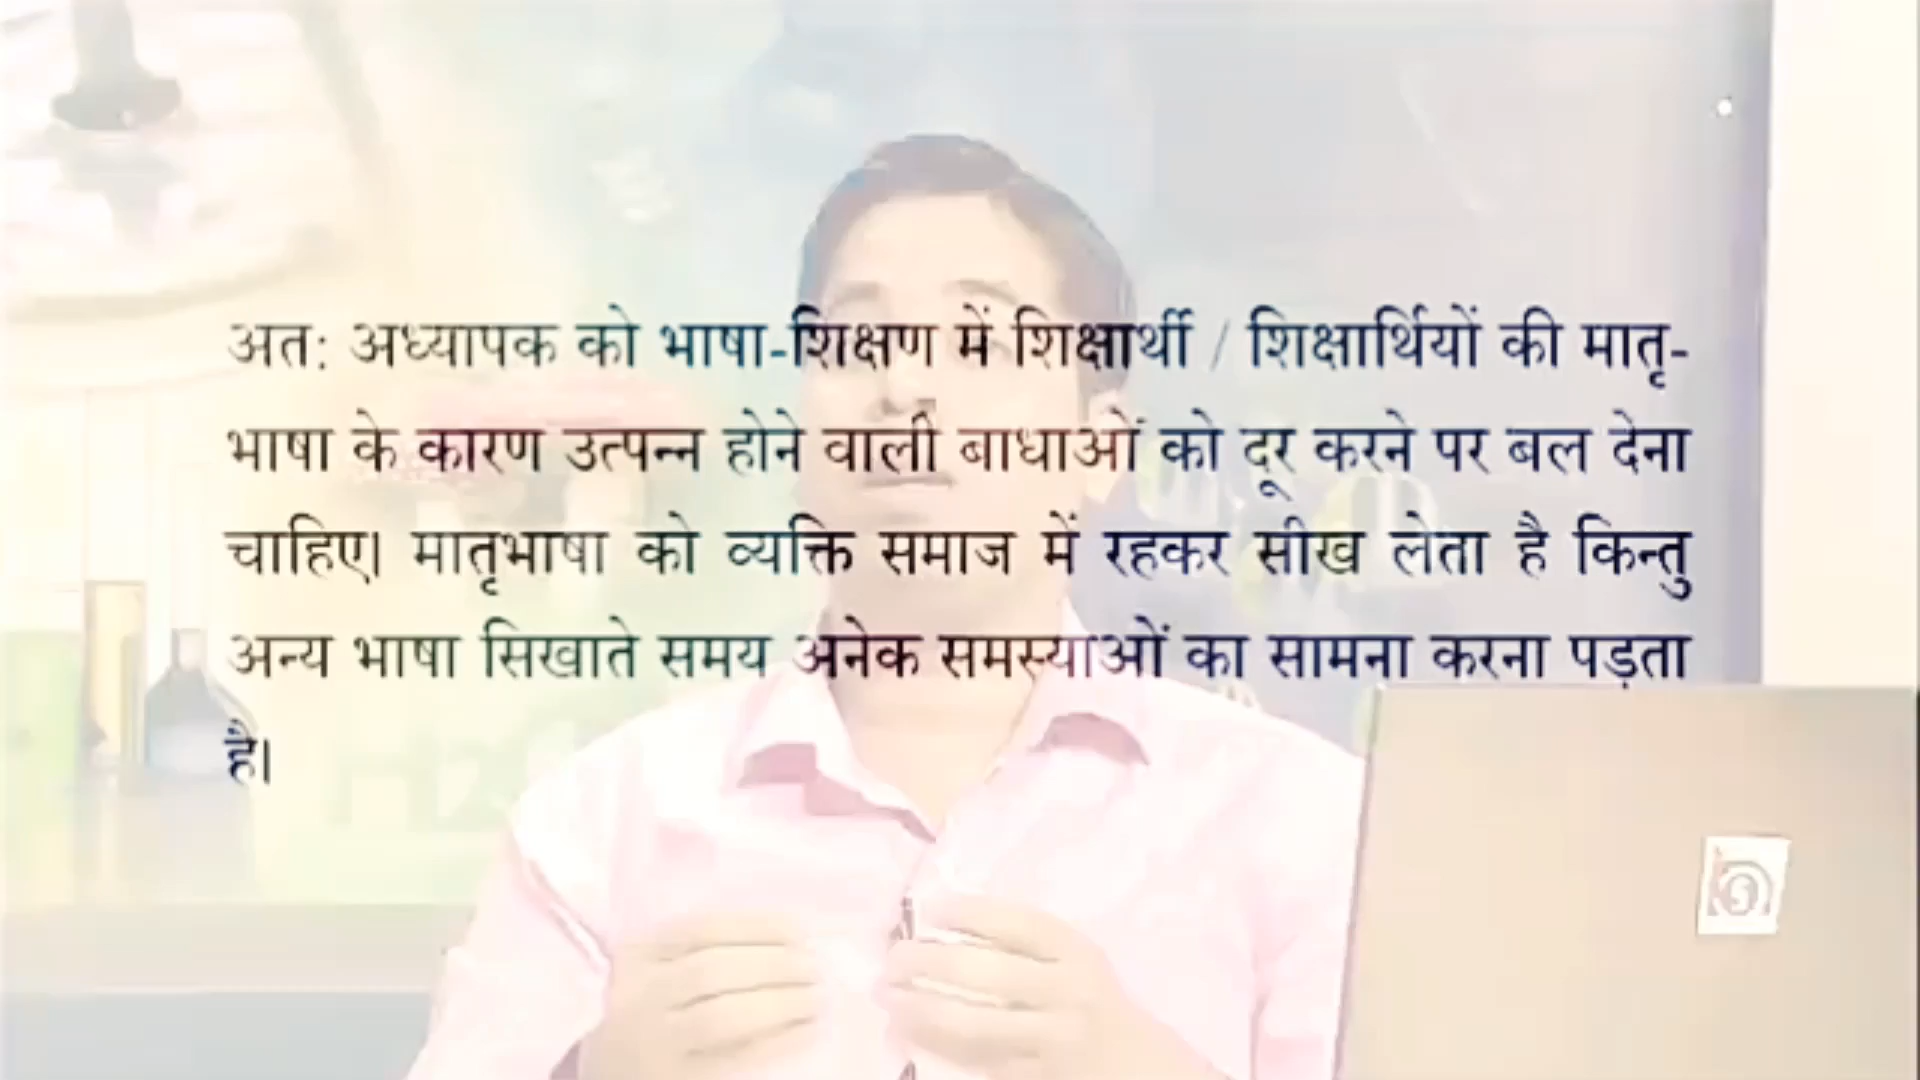 अत: अध्यापक को भाषा-शिक्षण में शिक्षार्थी / शिक्षार्थियों की मातृ-
भाषा के कारण उत्पन्न होने वाली बाधाओं को दूर करने पर बल देना
चाहिए। मातृभाषा को व्यक्ति समाज में रहकर सीख लेता है किन्तु
अन्य भाषा सिखाते समय अनेक समस्याओं का सामना करना पड़ता
है।